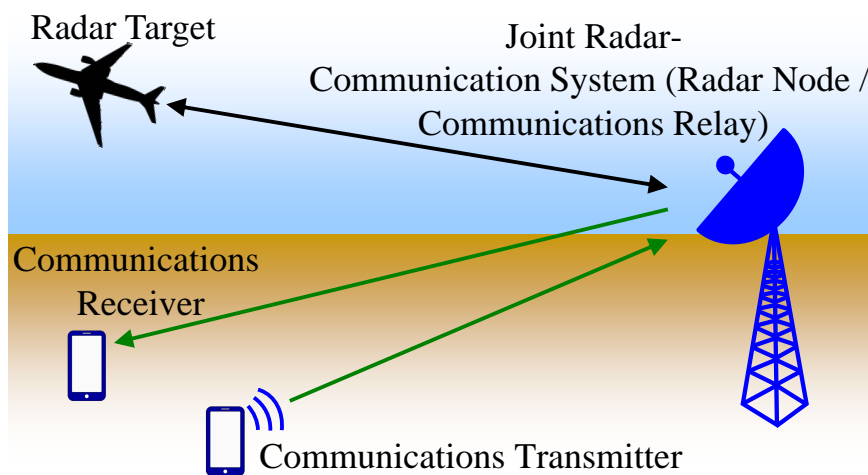 Radar Target
Joint Radar-
Communication System (Radar Node /
Communications Relay)
Communications
Receiver
Communications Transmitter